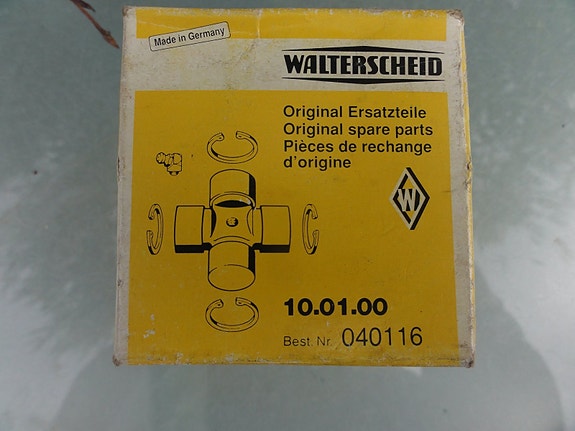 Made in Germany
WALTERSCHEID
Original Ersatzteile
Original spare parts
Pièces de rechange
d'origine
W
10.01.00
Best. Nr. 040116